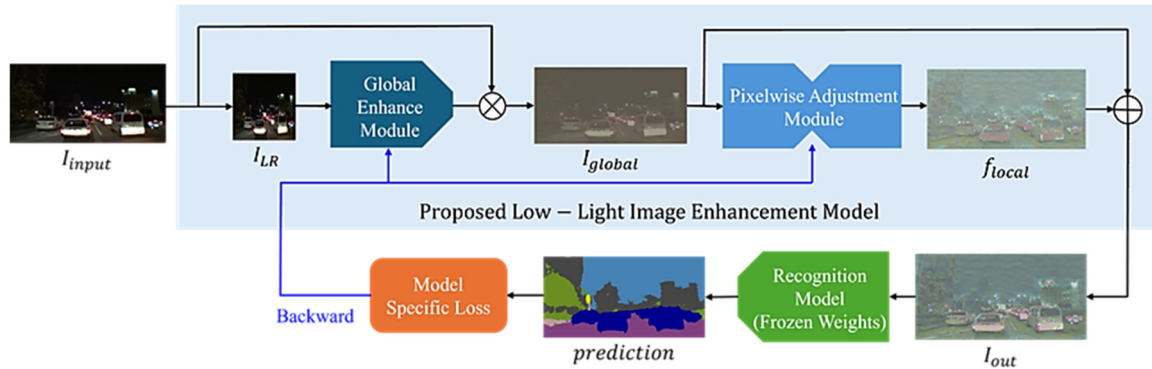 Global
Enhance
Module
Pixelwise Adjustment
Module
I_input
I_LR
I_global
f_local
Proposed Low − Light Image Enhancement Model
Backward
Model
Specific Loss
prediction
Recognition
Model
(Frozen Weights)
I_out